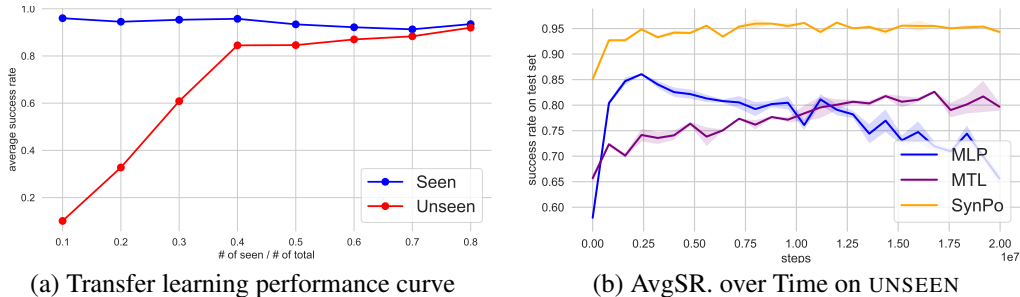 1.0
0.8
0.6
0.4
0.2
average success rate
Seen
Unseen
0.1 0.2 0.3 0.4 0.5 0.6 0.7 0.8
# of seen / # of total
(a) Transfer learning performance curve
0.95
0.90
0.85
0.80
0.75
0.70
0.65
0.60
success rate on test set
MLP
MTL
SynPo
0.00 0.25 0.50 0.75 1.00 1.25 1.50 1.75 2.00
steps
1e7
(b) AvgSR. over Time on UNSEEN